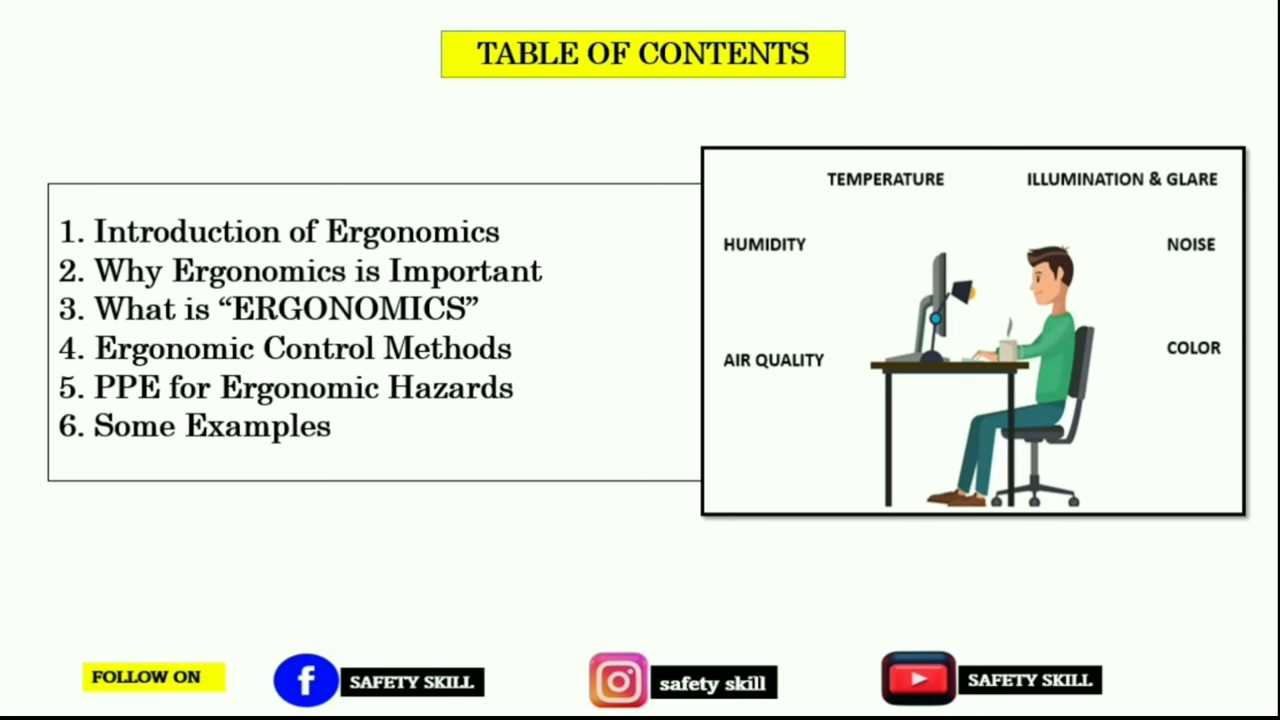 TABLE OF CONTENTS
1. Introduction of Ergonomics
2. Why Ergonomics is Important
3. What is “ERGONOMICS”
4. Ergonomic Control Methods
5. PPE for Ergonomic Hazards
6. Some Examples
TEMPERATURE
ILLUMINATION & GLARE
HUMIDITY
NOISE
AIR QUALITY
COLOR
FOLLOW ON
f
SAFETY SKILL
safety skill
SAFETY SKILL